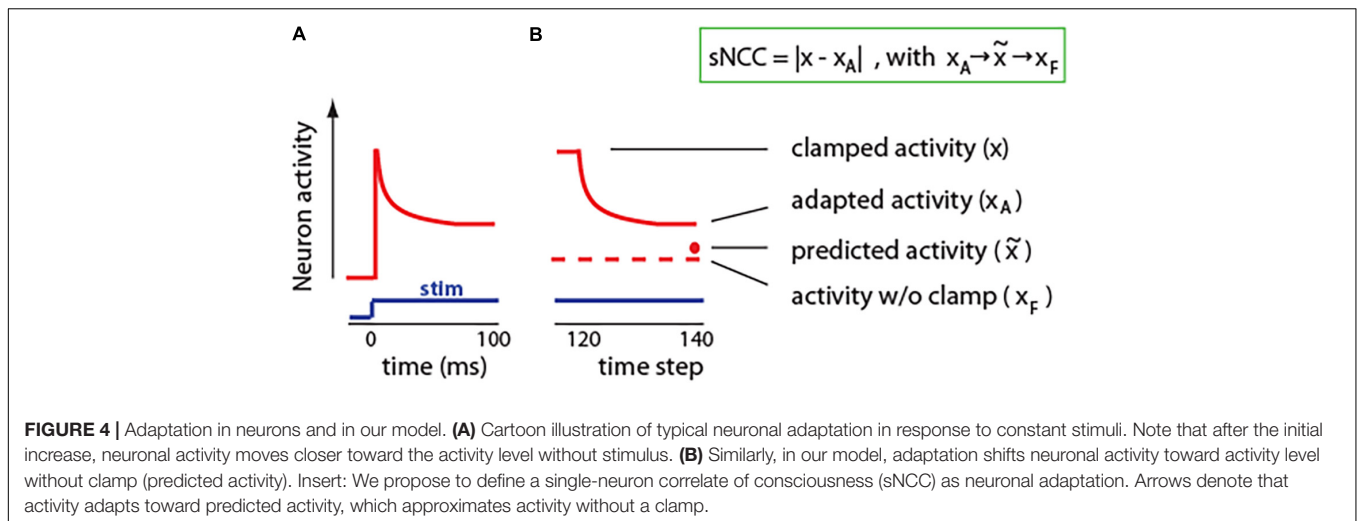 A
B
sNCC = |x - x_A| , with x_A→x̃→x_F
Neuron activity
stim
0
100
time (ms)
120
140
time step
clamped activity (x)
adapted activity (x_A)
predicted activity ( x̃ )
activity w/o clamp ( x_F )
FIGURE 4 | Adaptation in neurons and in our model. (A) Cartoon illustration of typical neuronal adaptation in response to constant stimuli. Note that after the initial
increase, neuronal activity moves closer toward the activity level without stimulus. (B) Similarly, in our model, adaptation shifts neuronal activity toward activity level
without clamp (predicted activity). Insert: We propose to define a single-neuron correlate of consciousness (sNCC) as neuronal adaptation. Arrows denote that
activity adapts toward predicted activity, which approximates activity without a clamp.